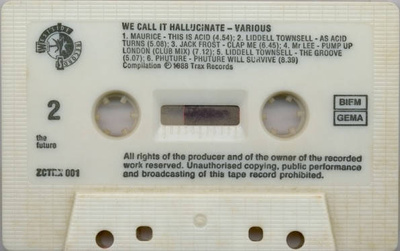 WE CALL IT HALLUCINATE - VARIOUS
1. MAURICE - THIS IS ACID (4.54); 2. LIDDELL TOWNSELL - AS ACID
TURNS (5.06); 3. JACK FROST - CLAP ME (6.45); 4. Mr LEE - PUMP UP
LONDON (CLUB MIX) (7.12); 5. LIDDELL TOWNSELL - THE GROOVE
(5.07); 6. PHUTURE - PHUTURE WILL SURVIVE (8.39)
Compilation ℗ 1988 Trax Records
2
the
future
BIFM
GEMA
ZCTRX 001
All rights of the producer and of the owner of the recorded
work reserved. Unauthorised copying, public performance
and broadcasting of this tape record prohibited.